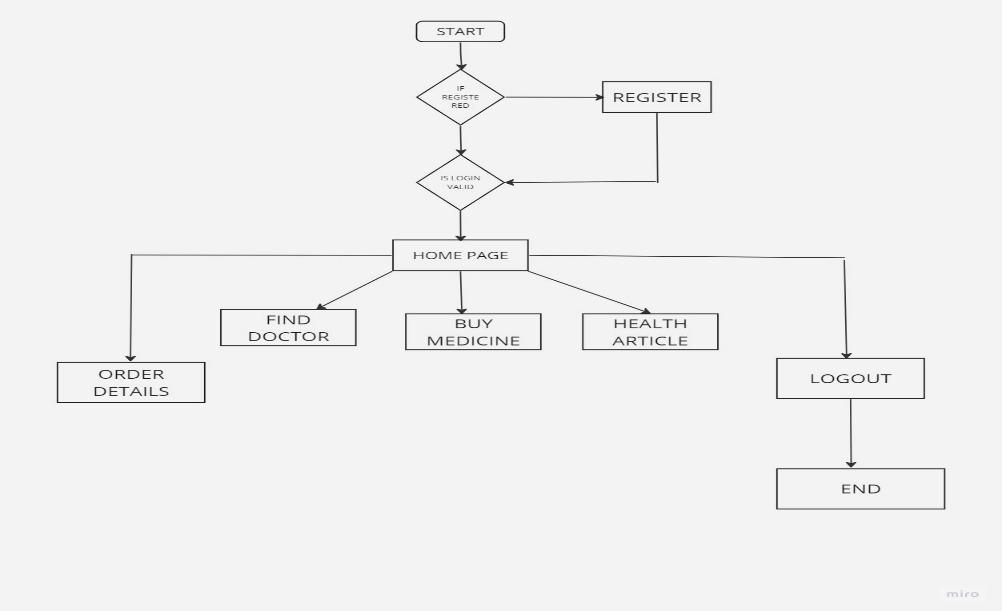 START
IF
REGISTE
RED
REGISTER
IS LOGIN
VALID
HOME PAGE
FIND
DOCTOR
BUY
MEDICINE
HEALTH
ARTICLE
ORDER
DETAILS
LOGOUT
END
miro